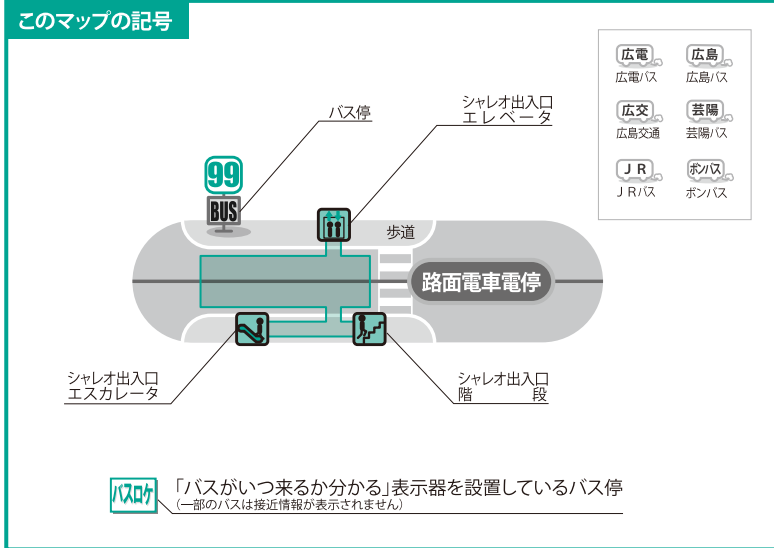 このマップの記号
広電
広電バス
広島
広島バス
広交
広島交通
芸陽
芸陽バス
JR
JRバス
ボンバス
ボンバス
バス停
シャレオ出入口
エレベータ
99
BUS
歩道
路面電車電停
シャレオ出入口
エスカレータ
シャレオ出入口
階 段
バスロケ
「バスがいつ来るか分かる」表示器を設置しているバス停
(一部のバスは接近情報が表示されません)